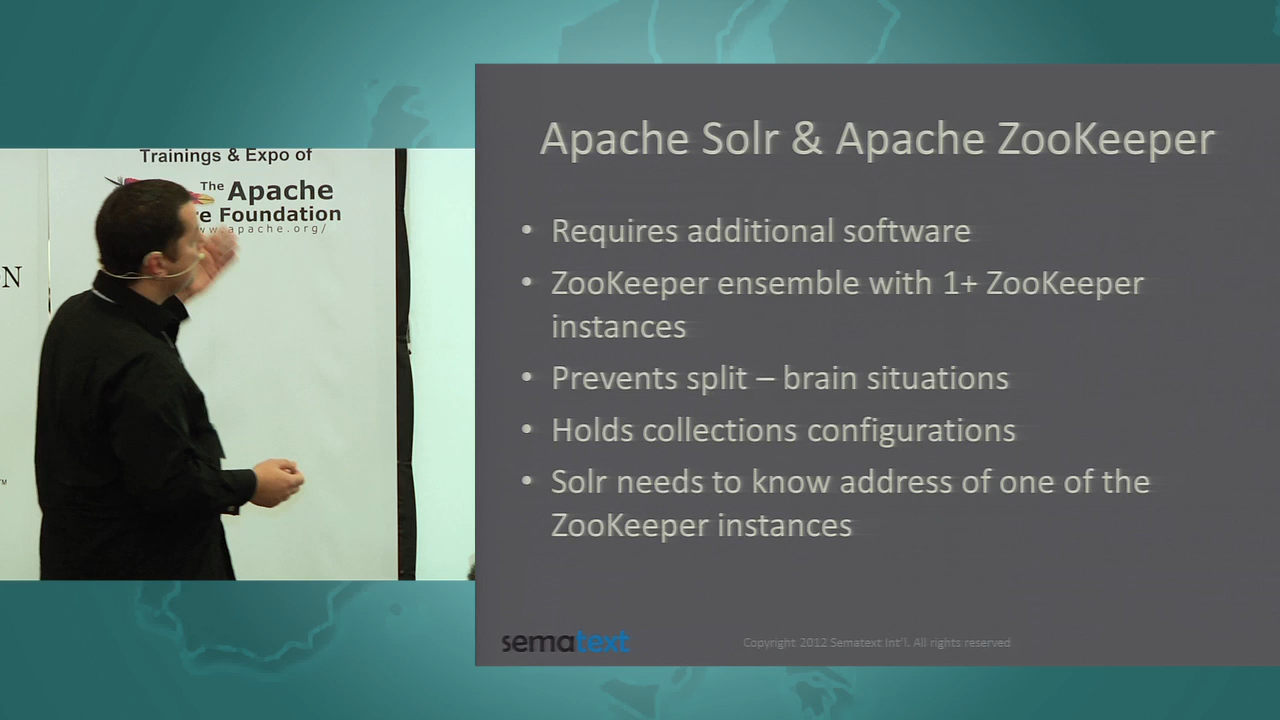 Trainings & Expo of
The Apache
re Foundation
apache.org/
N
TM
Apache Solr & Apache ZooKeeper
• Requires additional software
• ZooKeeper ensemble with 1+ ZooKeeper
instances
• Prevents split – brain situations
• Holds collections configurations
• Solr needs to know address of one of the
ZooKeeper instances
sematext
Copyright 2012 Sematext Int'l. All rights reserved